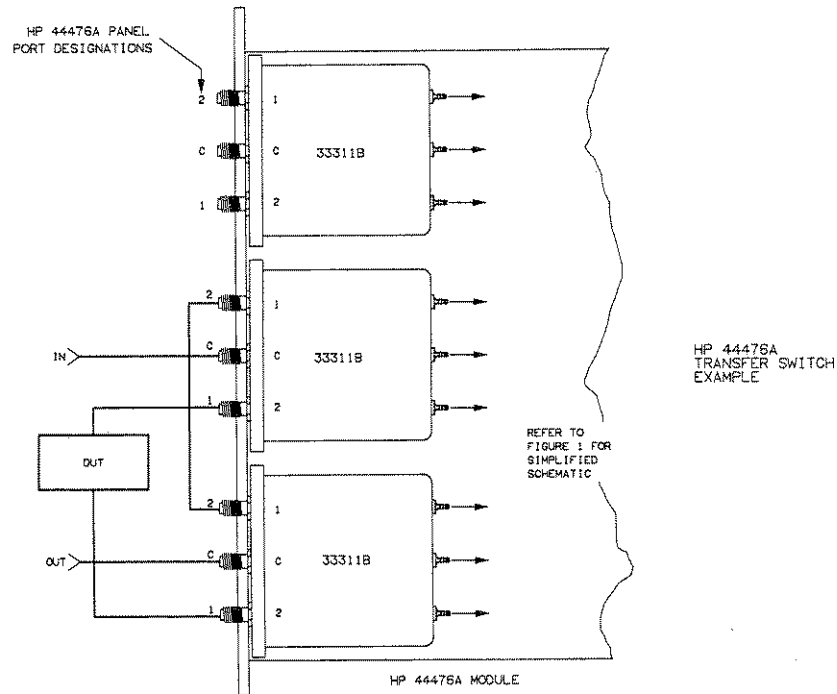 HP 44476A PANEL
PORT DESIGNATIONS
2
1
C
33311B
C
1
2
2
1
IN
C
C
33311B
1
2
HP 44476A
TRANSFER SWITCH
EXAMPLE
DUT
REFER TO
FIGURE 1 FOR
SIMPLIFIED
SCHEMATIC
2
1
OUT
C
C
33311B
1
2
HP 44476A MODULE